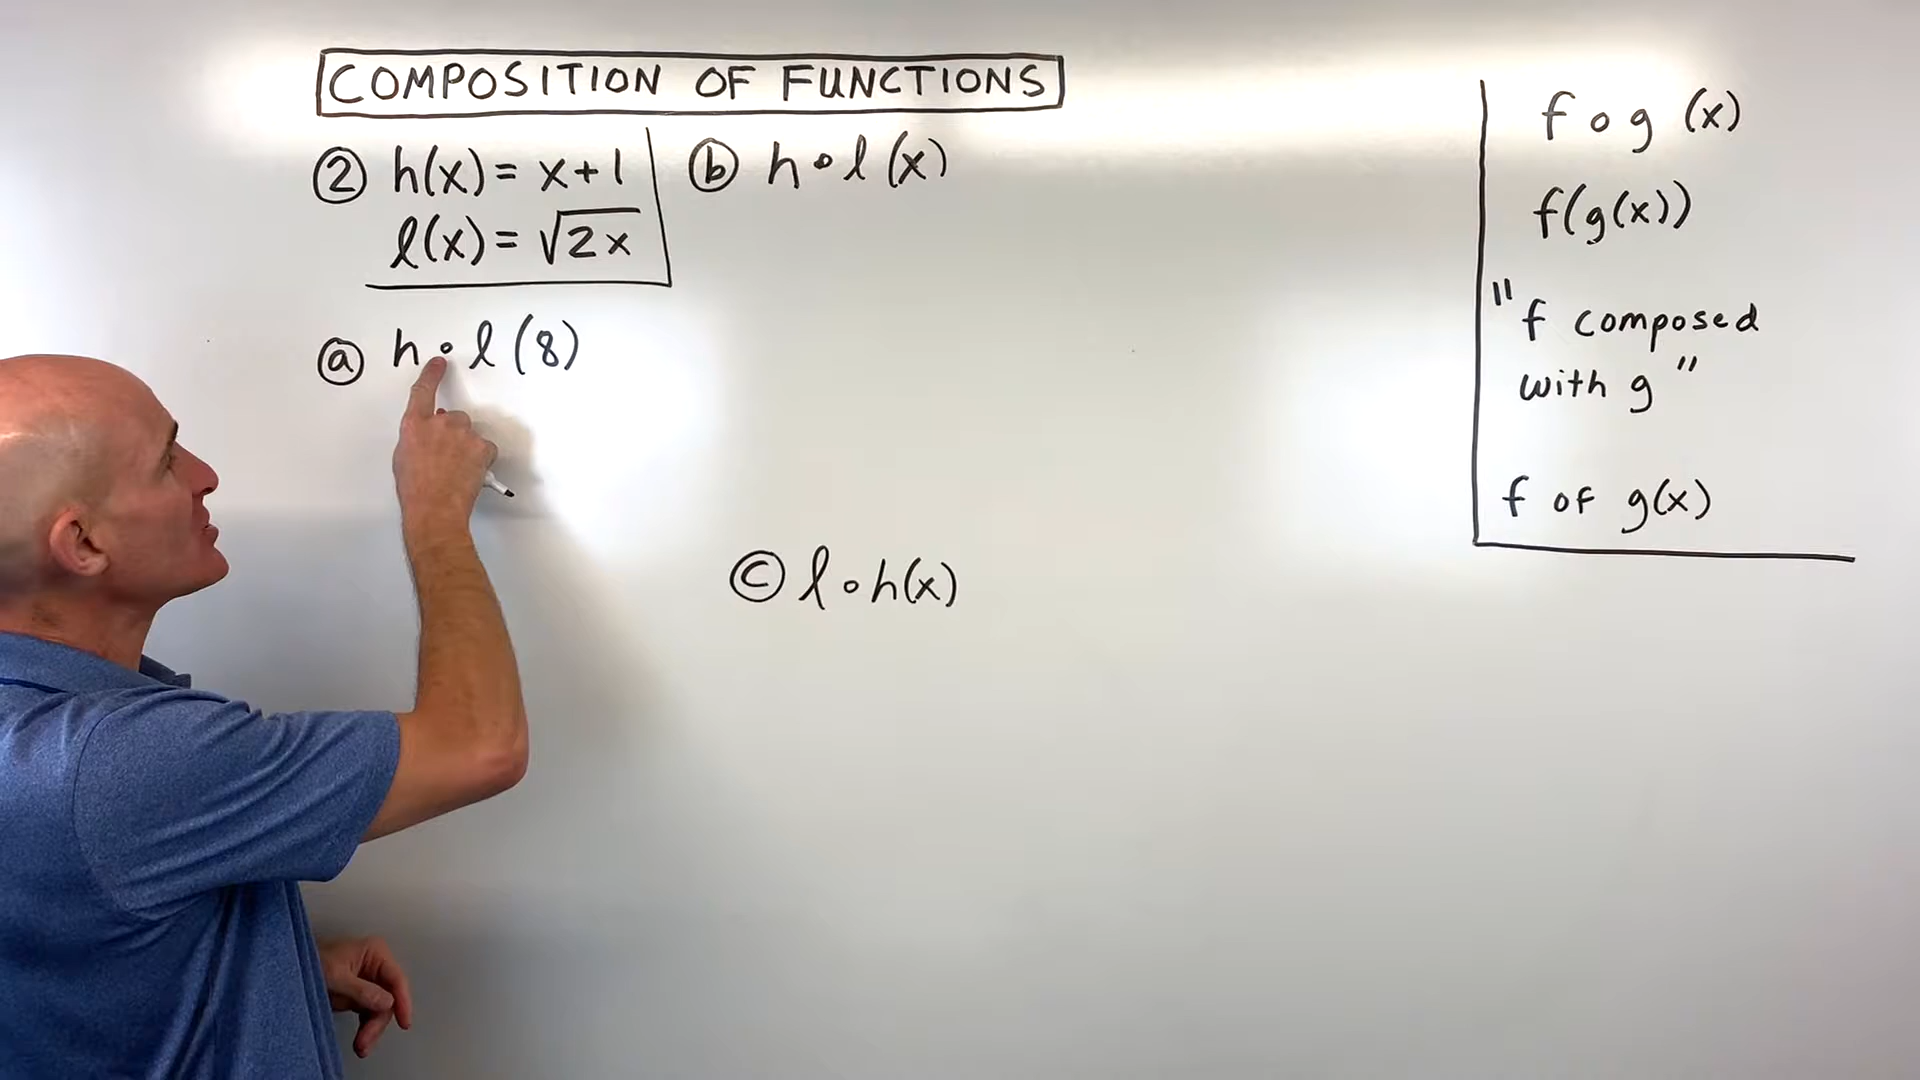 COMPOSITION OF FUNCTIONS
② h(x) = x+1
l(x) = √2x
ⓐ h∘l(8)
ⓑ h∘l(x)
ⓒ l∘h(x)
f∘g(x)
f(g(x))
"f composed
with g"
f of g(x)